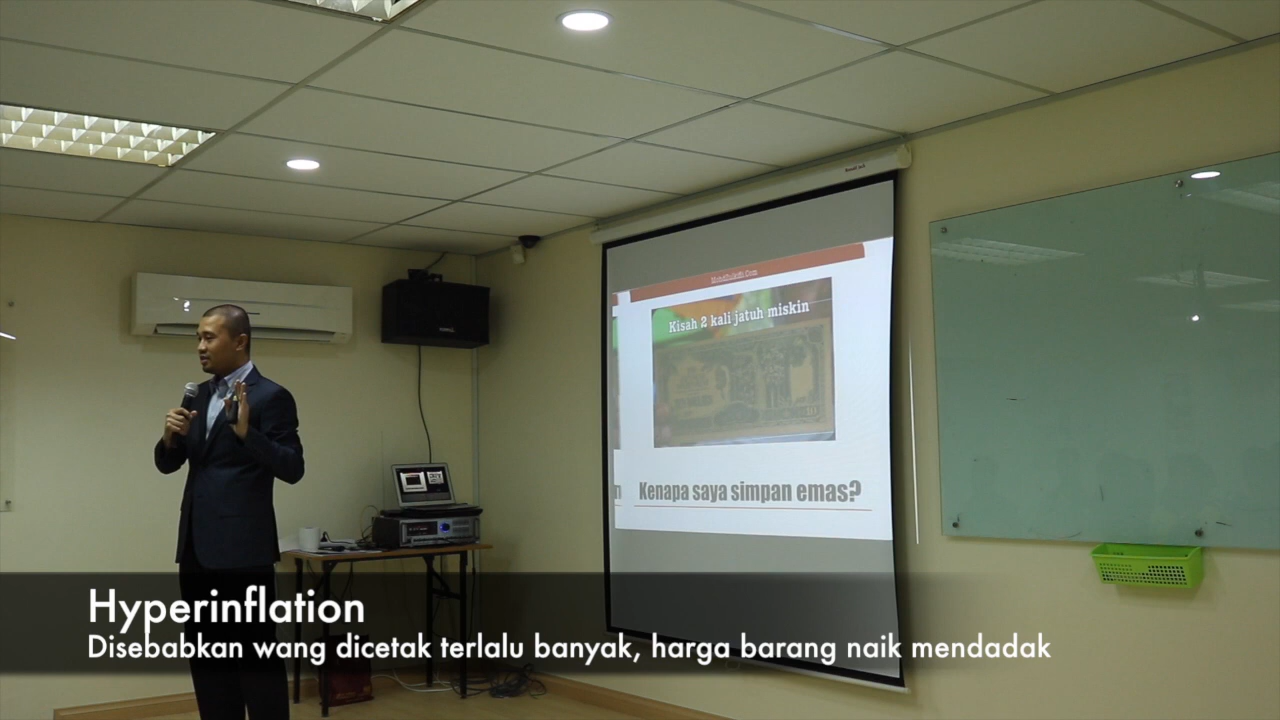 Kisah 2 kali jatuh miskin
Kenapa saya simpan emas?
Hyperinflation
Disebabkan wang dicetak terlalu banyak, harga barang naik mendadak